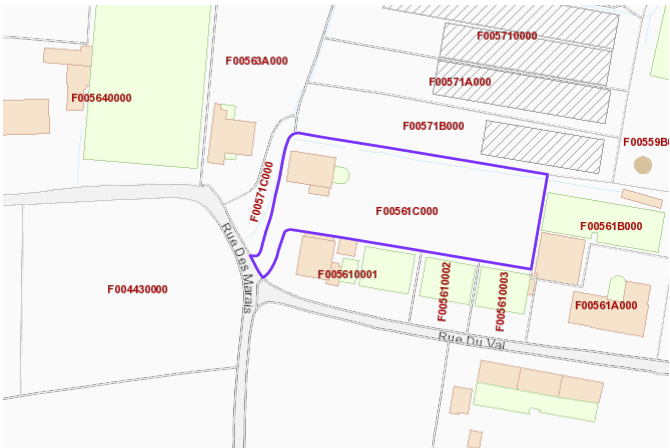 F005710000
F00563A000
F00571A000
F005640000
F00571B000
F00559B0
F00571C000
F00561C000
F00561B000
Rue Des Marais
F005610001
F005610002
F005610003
F004430000
F00561A000
Rue Du Val